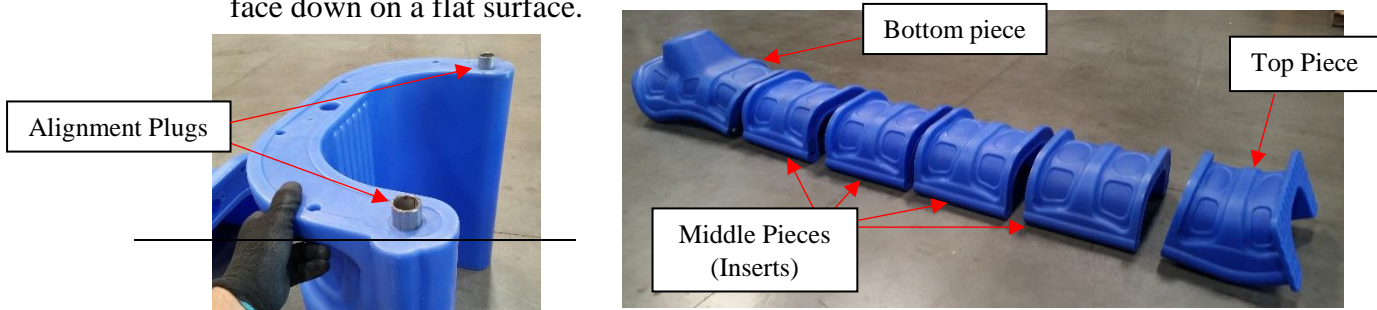 face down on a flat surface.
Bottom piece
Top Piece
Alignment Plugs
Middle Pieces
(Inserts)